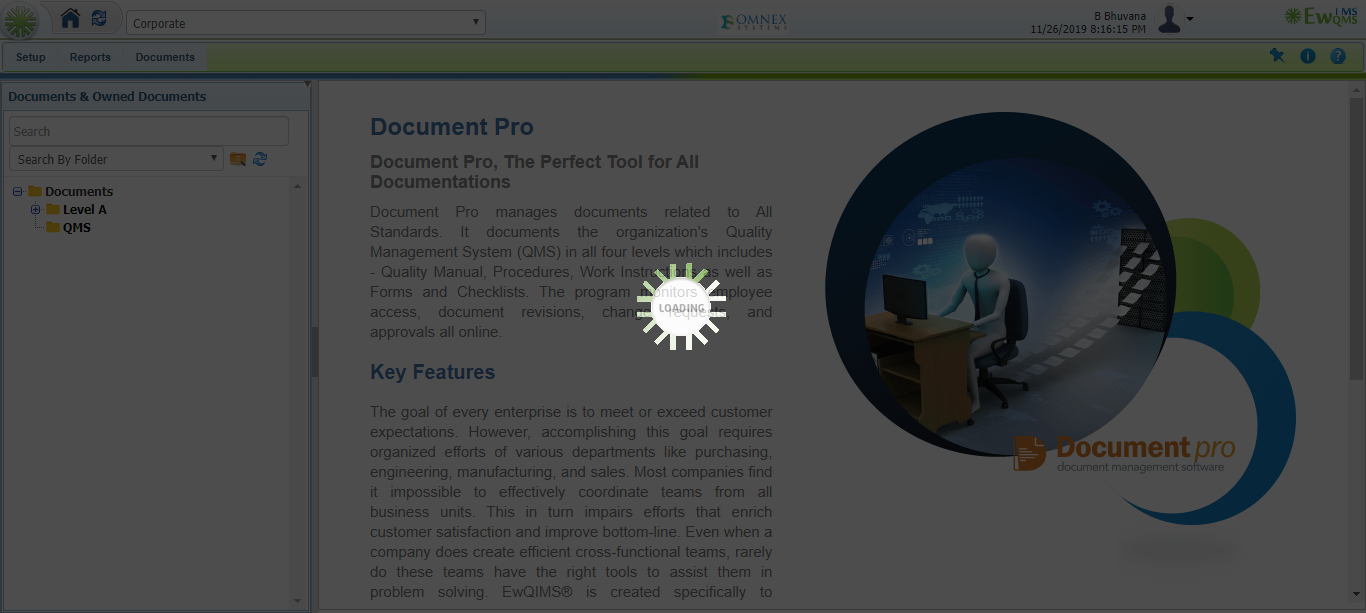 Corporate
OMNEX
SYSTEMS
B Bhuvana
11/26/2019 8:16:15 PM
EwIMS
QMS
Setup Reports Documents
Documents & Owned Documents
Search
Search By Folder
Documents
Level A
QMS
Document Pro
Document Pro, The Perfect Tool for All
Documentations
Document Pro manages documents related to All
Standards. It documents the organization's Quality
Management System (QMS) in all four levels which includes
- Quality Manual, Procedures, Work Instructions as well as
Forms and Checklists. The program monitors employee
access, document revisions, change requests, and
approvals all online.
LOADING
Key Features
The goal of every enterprise is to meet or exceed customer
expectations. However, accomplishing this goal requires
organized efforts of various departments like purchasing,
engineering, manufacturing, and sales. Most companies find
it impossible to effectively coordinate teams from all
business units. This in turn impairs efforts that enrich
customer satisfaction and improve bottom-line. Even when a
company does create efficient cross-functional teams, rarely
do these teams have the right tools to assist them in
problem solving. EwQIMS® is created specifically to
Document pro
document management software